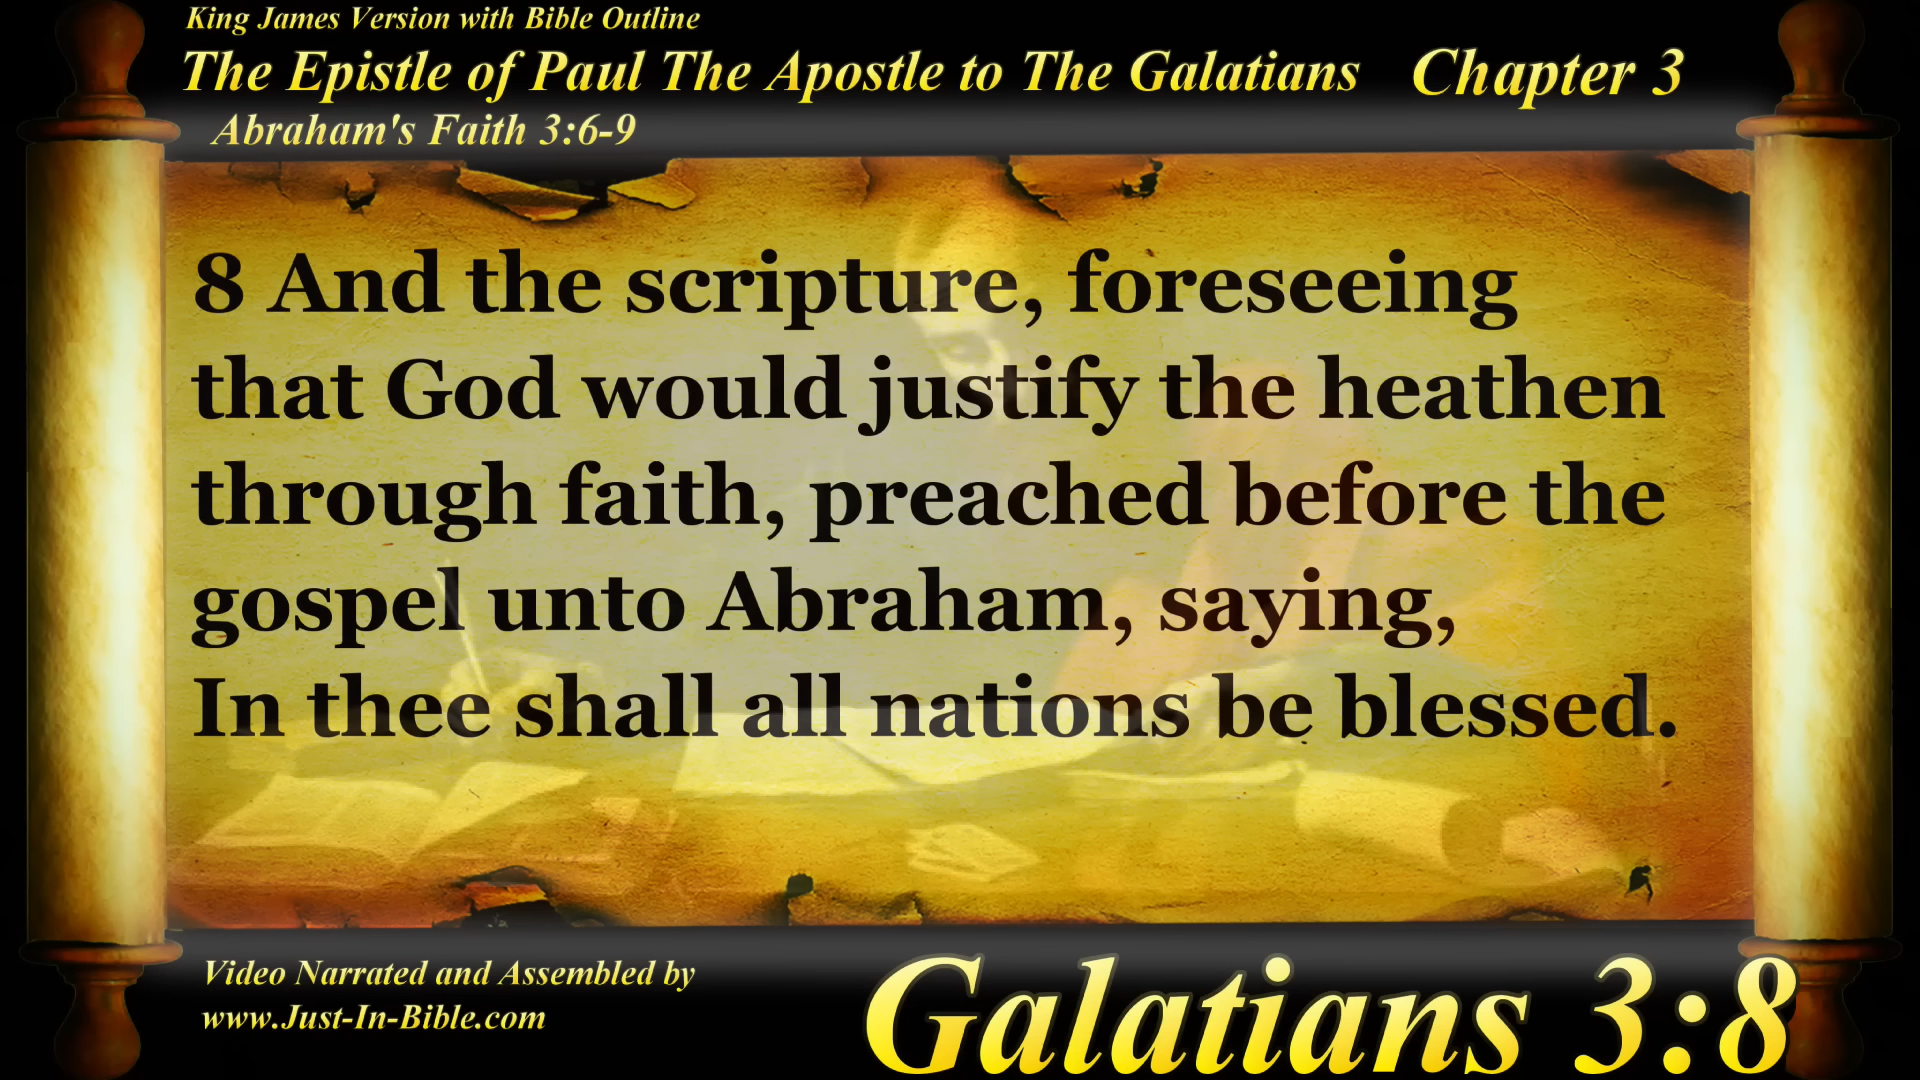 King James Version with Bible Outline
The Epistle of Paul The Apostle to The Galatians Chapter 3
Abraham's Faith 3:6-9
8 And the scripture, foreseeing
that God would justify the heathen
through faith, preached before the
gospel unto Abraham, saying,
In thee shall all nations be blessed.
Video Narrated and Assembled by
www.Just-In-Bible.com
Galatians 3:8